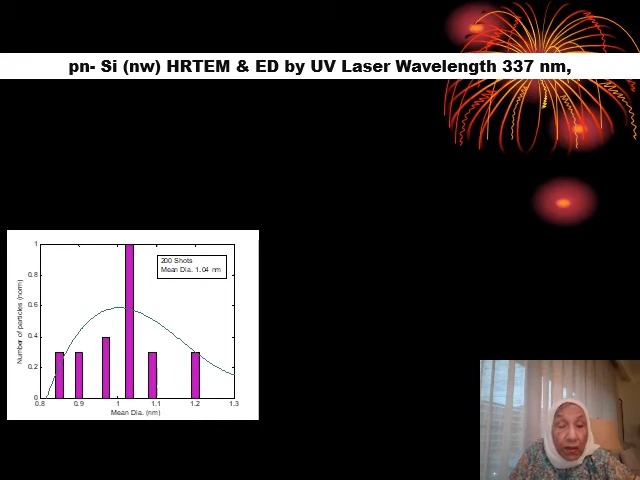 pn- Si (nw) HRTEM & ED by UV Laser Wavelength 337 nm,
1
0.8
0.6
0.4
0.2
0
Number of particles (norm)
200 Shots
Mean Dia. 1.04 nm
0.8 0.9 1 1.1 1.2 1.3
Mean Dia. (nm)